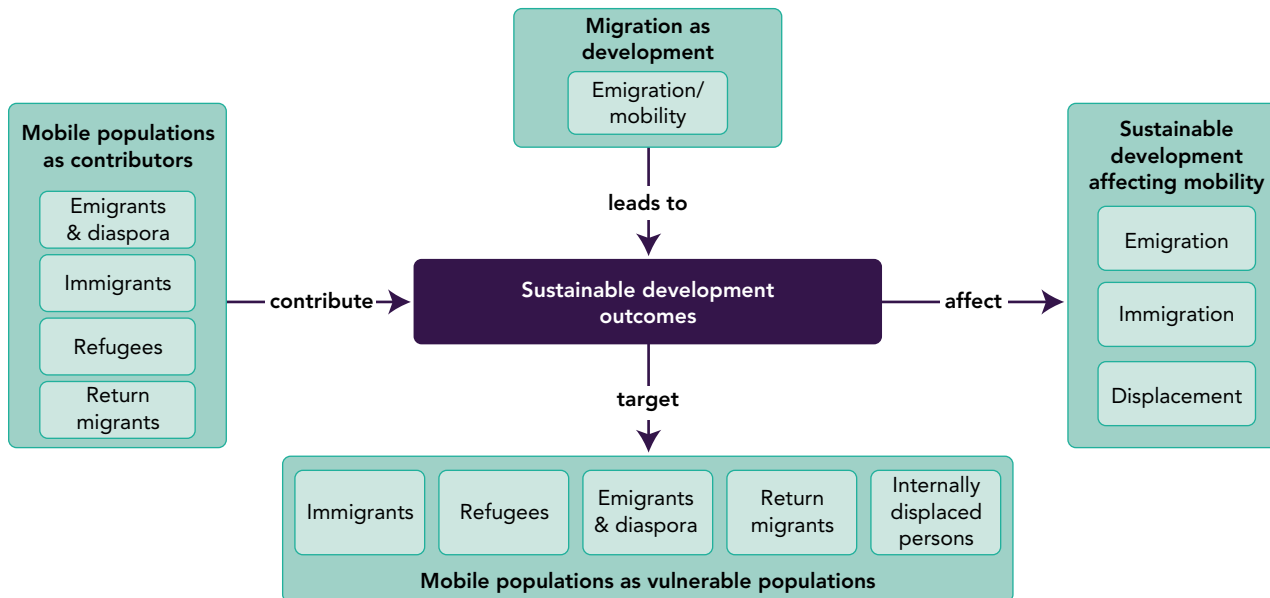 Migration as
development
Emigration/
mobility
Mobile populations
as contributors
Emigrants
& diaspora
Immigrants
Refugees
Return
migrants
Sustainable
development
affecting mobility
Emigration
Immigration
Displacement
leads to
contribute
Sustainable development
outcomes
affect
target
Immigrants
Refugees
Emigrants
& diaspora
Return
migrants
Internally
displaced
persons
Mobile populations as vulnerable populations